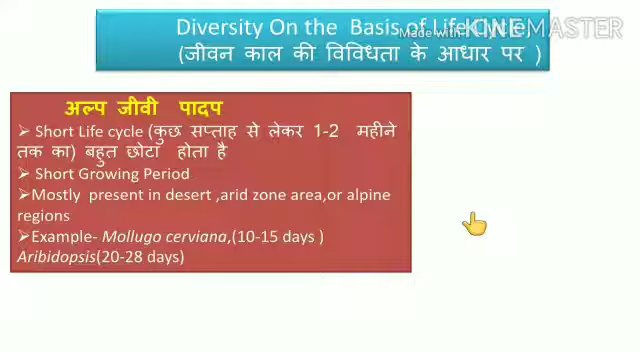 Diversity On the Basis of Life Cycle,
Made with KINEMASTER
(जीवन काल की विविधता के आधार पर )
अल्प जीवी पादप
➢ Short Life cycle (कुछ सप्ताह से लेकर 1-2 महीने
तक का) बहुत छोटा होता है
➢ Short Growing Period
➢Mostly present in desert ,arid zone area,or alpine
regions
➢Example- Mollugo cerviana,(10-15 days )
Aribidopsis(20-28 days)